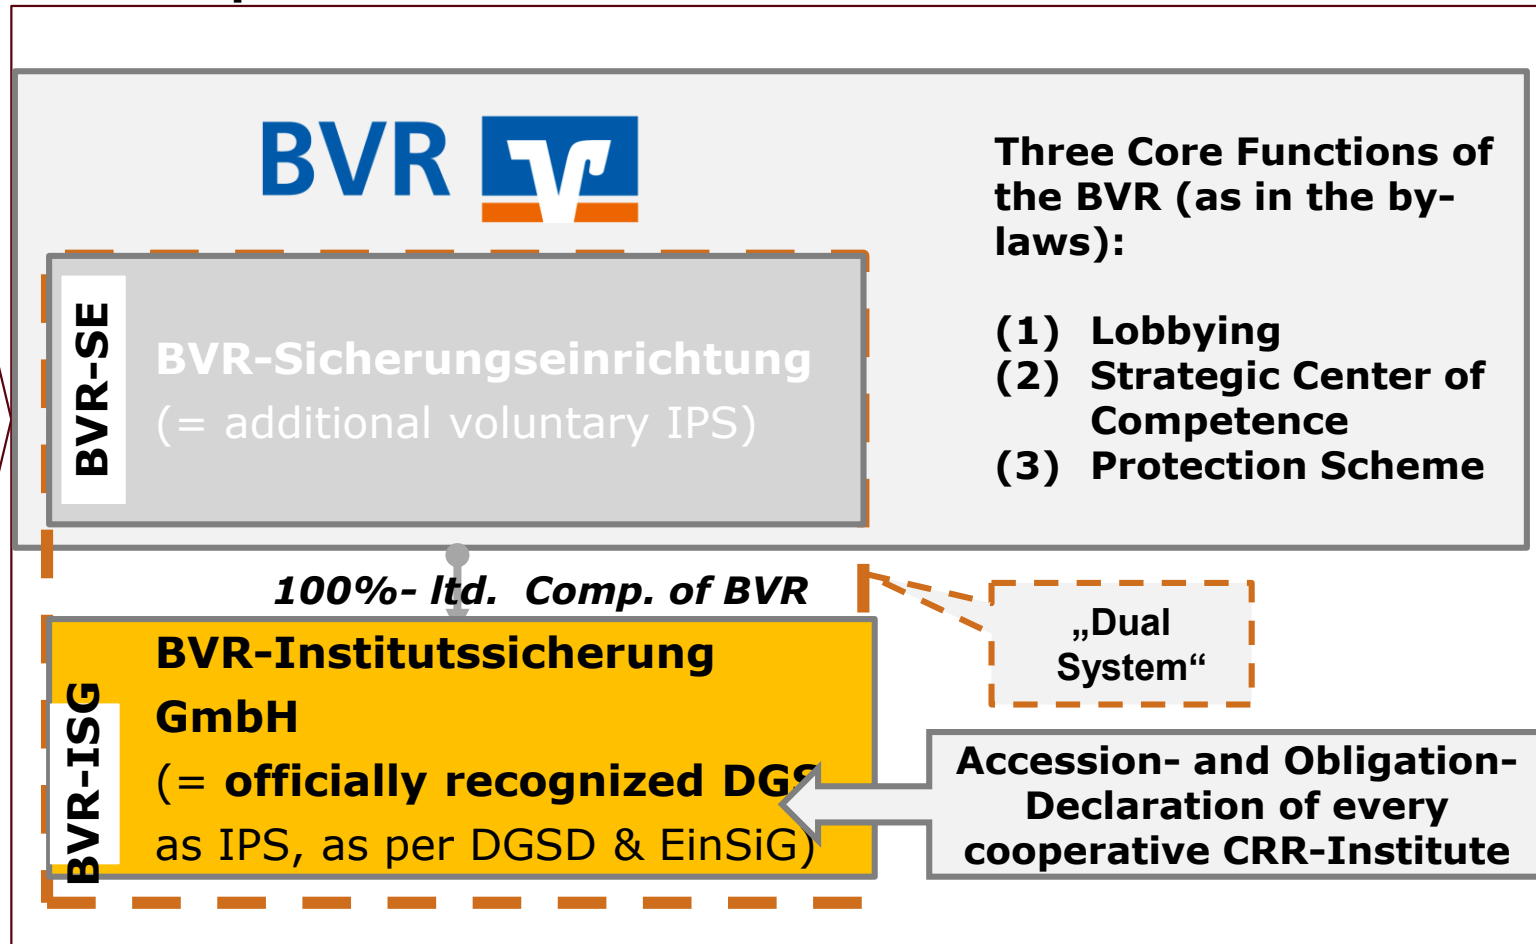 BVR
Three Core Functions of
the BVR (as in the by-
laws):
(1) Lobbying
(2) Strategic Center of
Competence
(3) Protection Scheme
BVR-SE
BVR-Sicherungseinrichtung
(= additional voluntary IPS)
100%- ltd. Comp. of BVR
„Dual
System“
BVR-ISG
BVR-Institutssicherung
GmbH
(= officially recognized DGS
as IPS, as per DGSD & EinSiG)
Accession- and Obligation-
Declaration of every
cooperative CRR-Institute